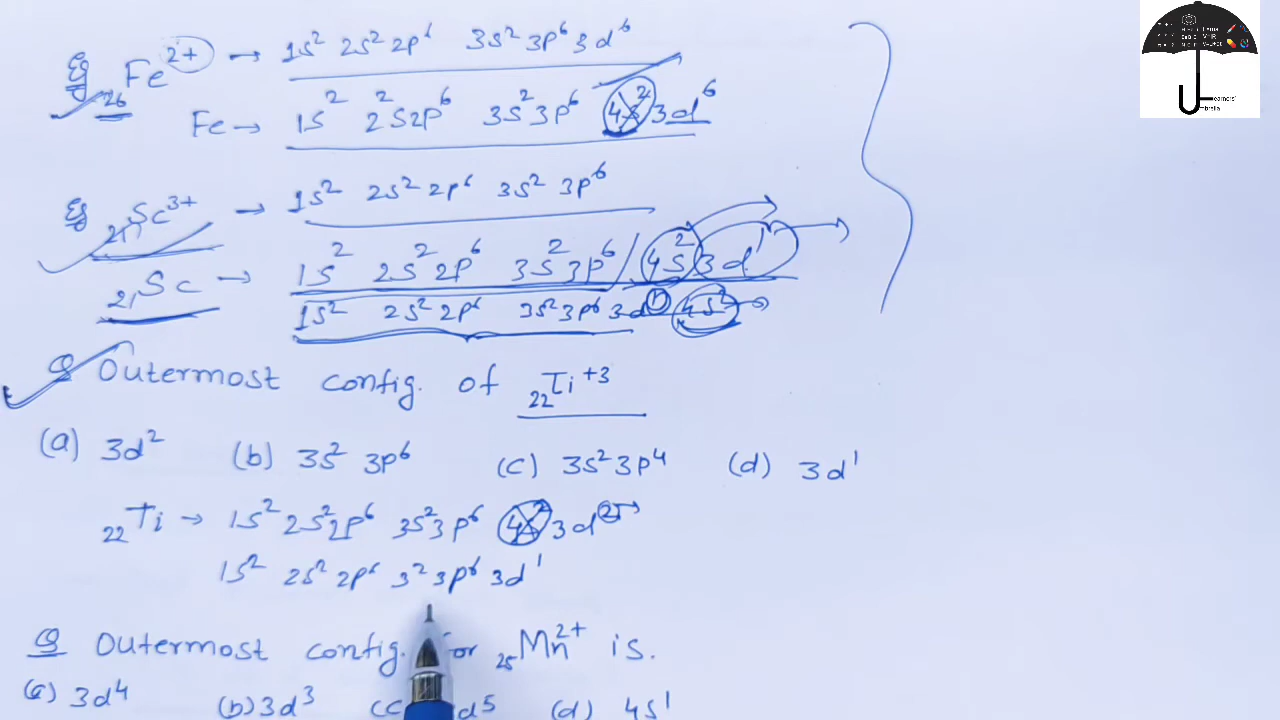 Eg ₂₆Fe²⁺ → 1s² 2s² 2p⁶ 3s² 3p⁶ 3d⁶
Fe → 1s² 2s² 2p⁶ 3s² 3p⁶ 4s² 3d⁶
Eg ₂₁Sc³⁺ → 1s² 2s² 2p⁶ 3s² 3p⁶
₂₁Sc → 1s² 2s² 2p⁶ 3s² 3p⁶ / 4s² 3d¹
1s² 2s² 2p⁶ 3s² 3p⁶ 3d¹ 4s²
Q Outermost config. of ₂₂Ti⁺³
(a) 3d² (b) 3s² 3p⁶ (c) 3s² 3p⁴ (d) 3d¹
₂₂Ti → 1s² 2s² 2p⁶ 3s² 3p⁶ 4s² 3d²
1s² 2s² 2p⁶ 3² 3p⁶ 3d¹
Q Outermost config. for ₂₅Mn²⁺ is.
(a) 3d⁴ (b) 3d³ (c d⁵ (d) 4s¹